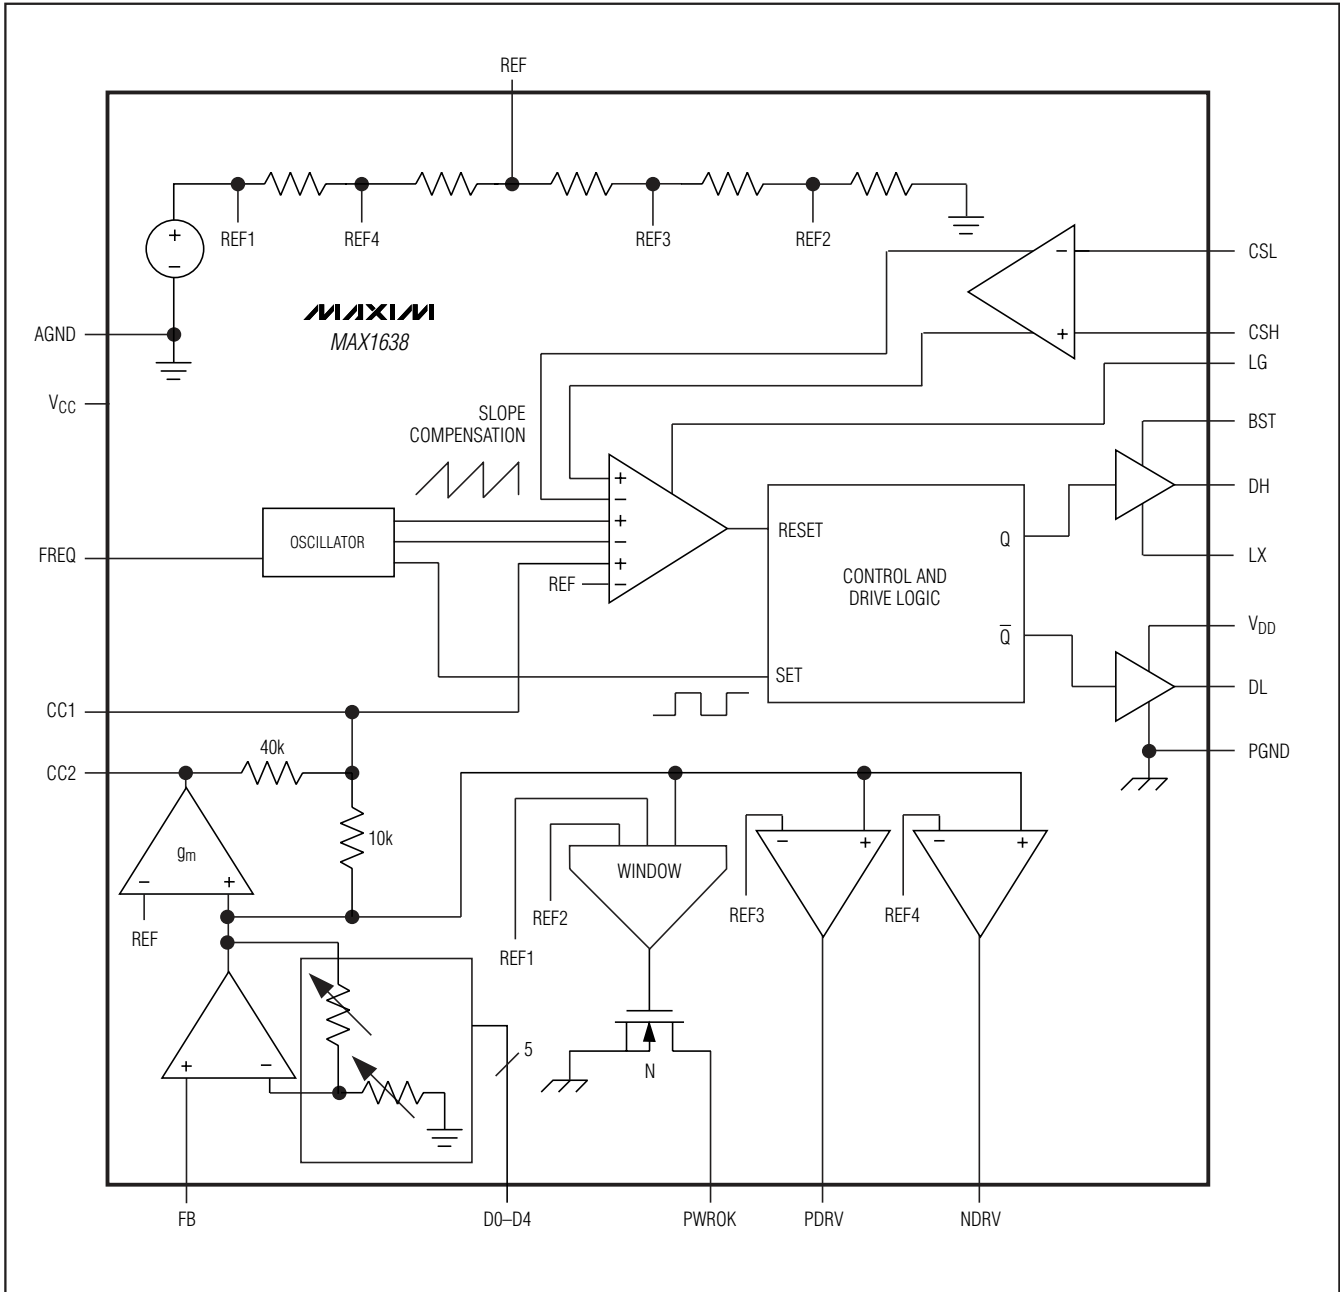 REF
REF1
REF4
REF3
REF2
+
−
AGND
MAXIM
MAX1638
VCC
−
CSL
+
CSH
LG
BST
DH
LX
SLOPE
COMPENSATION
+
−
+
−
+
−
REF
OSCILLATOR
FREQ
RESET
Q
CONTROL AND
DRIVE LOGIC
Q̅
SET
VDD
DL
PGND
CC1
CC2
40k
10k
gm
−
+
REF
WINDOW
REF2
REF1
−
+
REF3
−
+
REF4
+
−
5
N
FB
D0–D4
PWROK
PDRV
NDRV